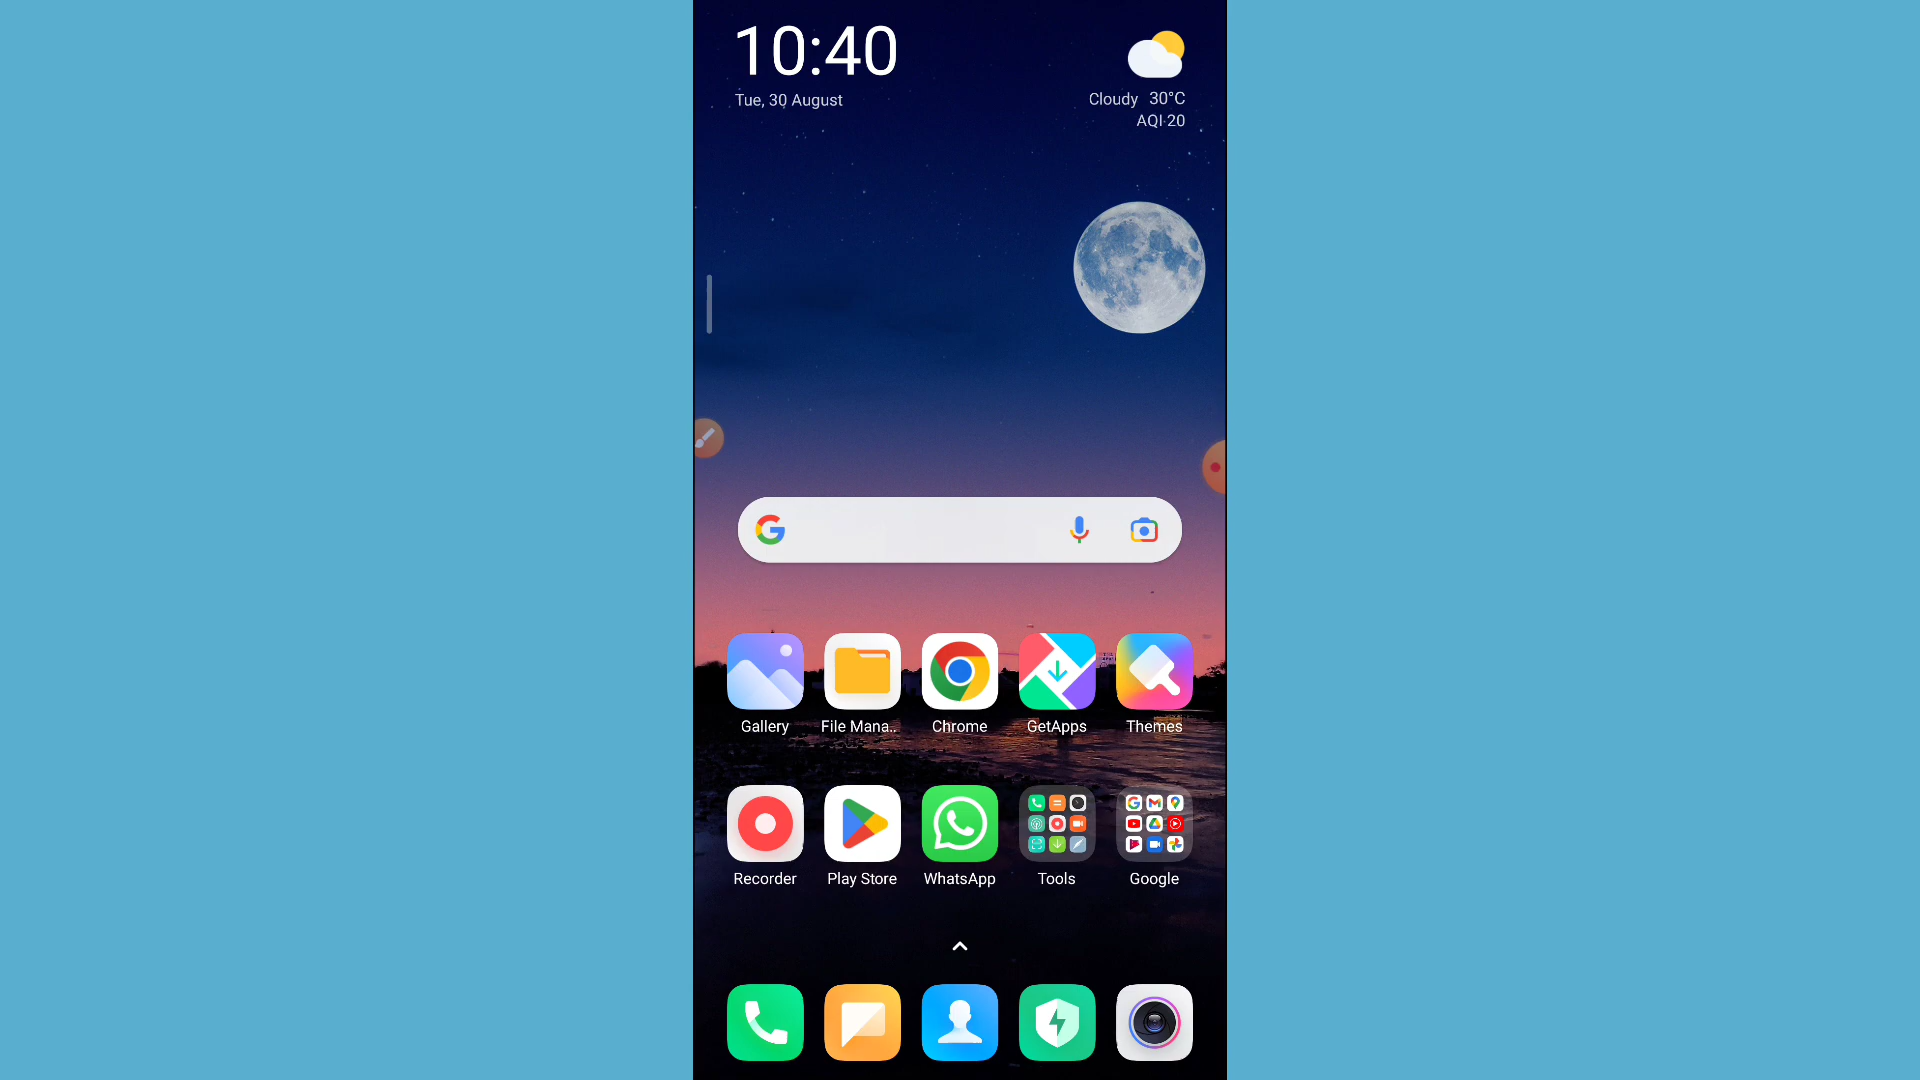 10:40
Tue, 30 August
Cloudy 30°C
AQI 20
Gallery
File Mana..
Chrome
GetApps
Themes
Recorder
Play Store
WhatsApp
Tools
Google